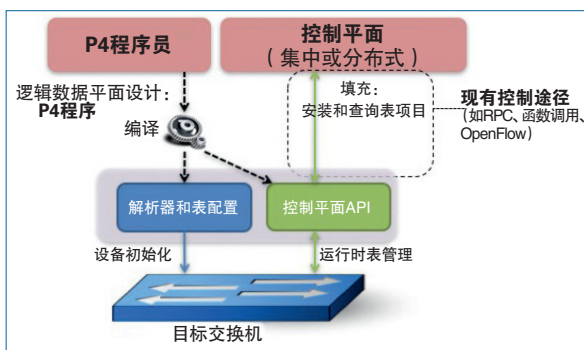 P4程序员
控制平面
(集中或分布式)
逻辑数据平面设计:
P4程序
编译
填充:
安装和查询表项目
现有控制途径
(如RPC、函数调用、
OpenFlow)
解析器和表配置
控制平面API
设备初始化
运行时表管理
目标交换机